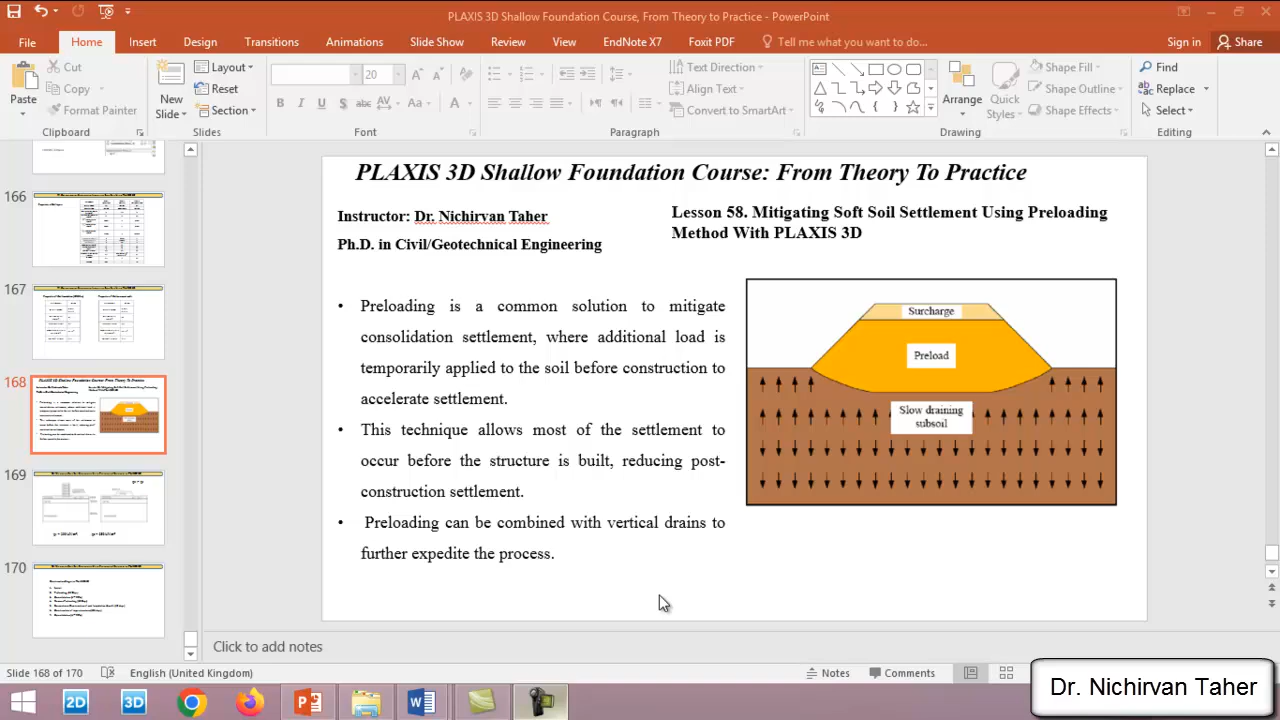 PLAXIS 3D Shallow Foundation Course, From Theory to Practice - PowerPoint
File Home Insert Design Transitions Animations Slide Show Review View EndNote X7 Foxit PDF Tell me what you want to do... Sign in Share
Paste
Cut
Copy
Format Painter
Clipboard
New
Slide
Layout
Reset
Section
Slides
20
B I U S abc AV Aa A
Font
Text Direction
Align Text
Convert to SmartArt
Paragraph
Arrange
Quick
Styles
Shape Fill
Shape Outline
Shape Effects
Drawing
Find
Replace
Select
Editing
166
167
168
169
170
PLAXIS 3D Shallow Foundation Course: From Theory To Practice
Instructor: Dr. Nichirvan Taher
Ph.D. in Civil/Geotechnical Engineering
Lesson 58. Mitigating Soft Soil Settlement Using Preloading
Method With PLAXIS 3D
• Preloading is a common solution to mitigate
consolidation settlement, where additional load is
temporarily applied to the soil before construction to
accelerate settlement.
• This technique allows most of the settlement to
occur before the structure is built, reducing post-
construction settlement.
• Preloading can be combined with vertical drains to
further expedite the process.
Surcharge
Preload
Slow draining
subsoil
Click to add notes
Slide 168 of 170 English (United Kingdom) Notes Comments
2D 3D
Dr. Nichirvan Taher